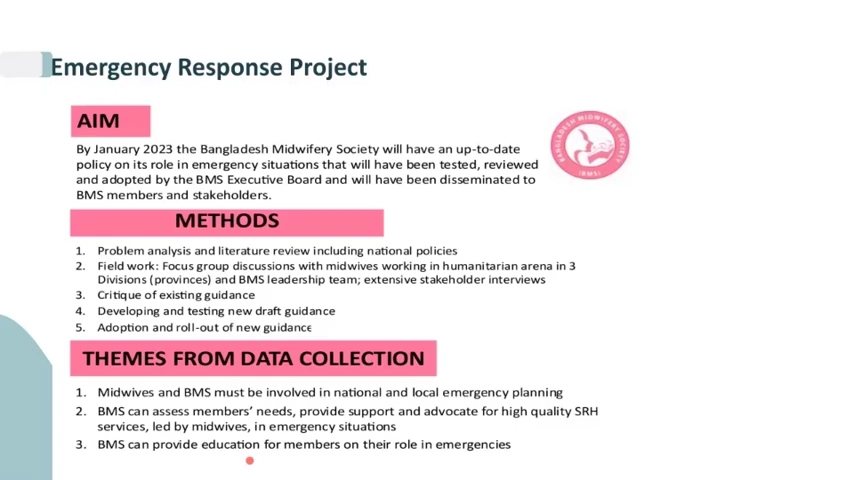 Emergency Response Project
AIM
By January 2023 the Bangladesh Midwifery Society will have an up-to-date
policy on its role in emergency situations that will have been tested, reviewed
and adopted by the BMS Executive Board and will have been disseminated to
BMS members and stakeholders.
BANGLADESH MIDWIFERY SOCIETY
(BMS)
METHODS
1. Problem analysis and literature review including national policies
2. Field work: Focus group discussions with midwives working in humanitarian arena in 3
Divisions (provinces) and BMS leadership team; extensive stakeholder interviews
3. Critique of existing guidance
4. Developing and testing new draft guidance
5. Adoption and roll-out of new guidance
THEMES FROM DATA COLLECTION
1. Midwives and BMS must be involved in national and local emergency planning
2. BMS can assess members' needs, provide support and advocate for high quality SRH
services, led by midwives, in emergency situations
3. BMS can provide education for members on their role in emergencies